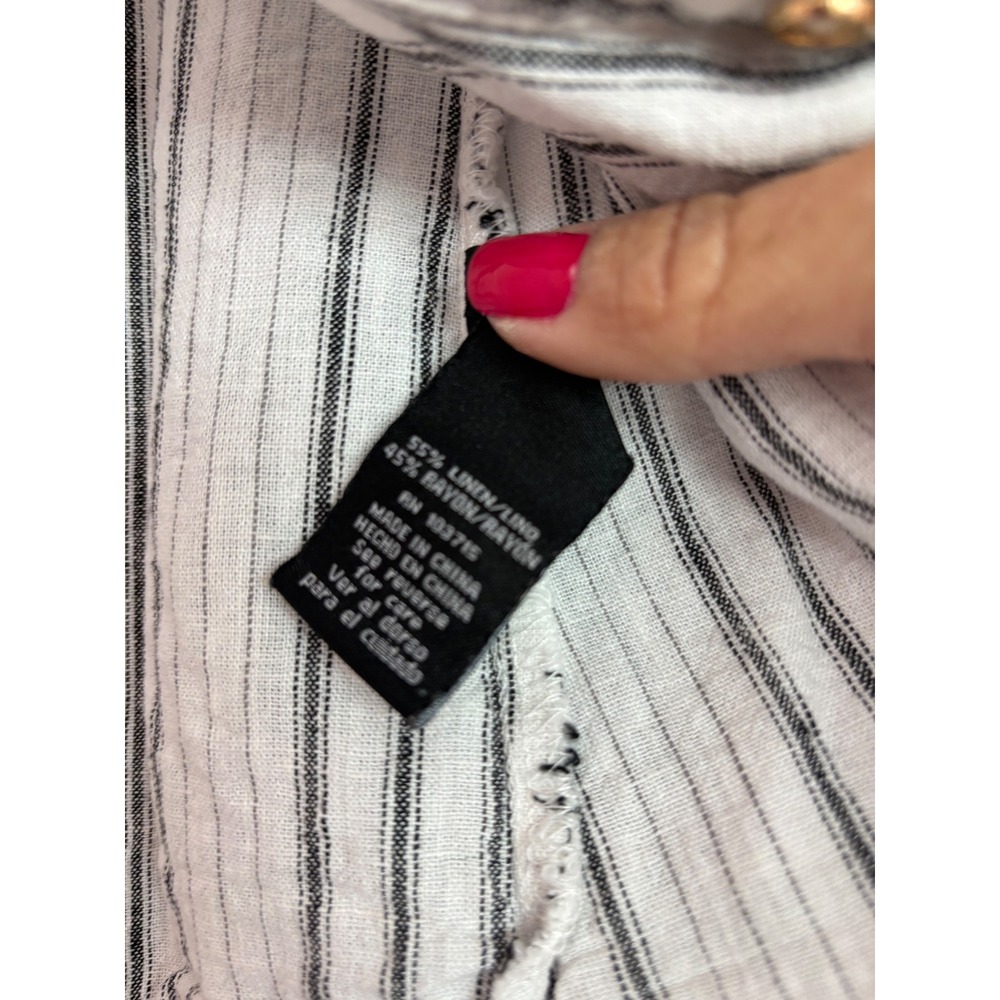 55% LINEN/LINO
45% RAYON/RAYÓN
RN 103715
MADE IN CHINA
HECHO EN CHINA
See reverse
for care
Ver al dorso
para el cuidado